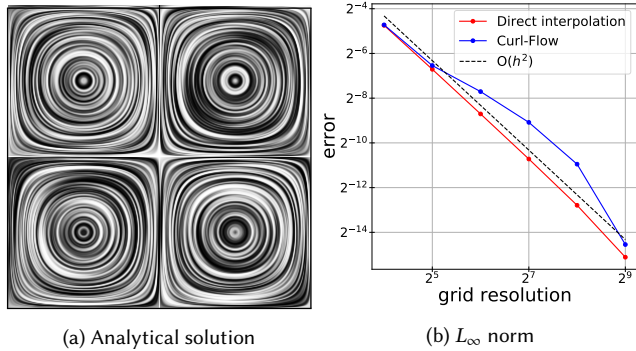 2⁻⁴
2⁻⁶
2⁻⁸
2⁻¹⁰
2⁻¹²
2⁻¹⁴
error
Direct interpolation
Curl-Flow
O(h²)
2⁵
2⁷
2⁹
grid resolution
(a) Analytical solution
(b) L∞ norm